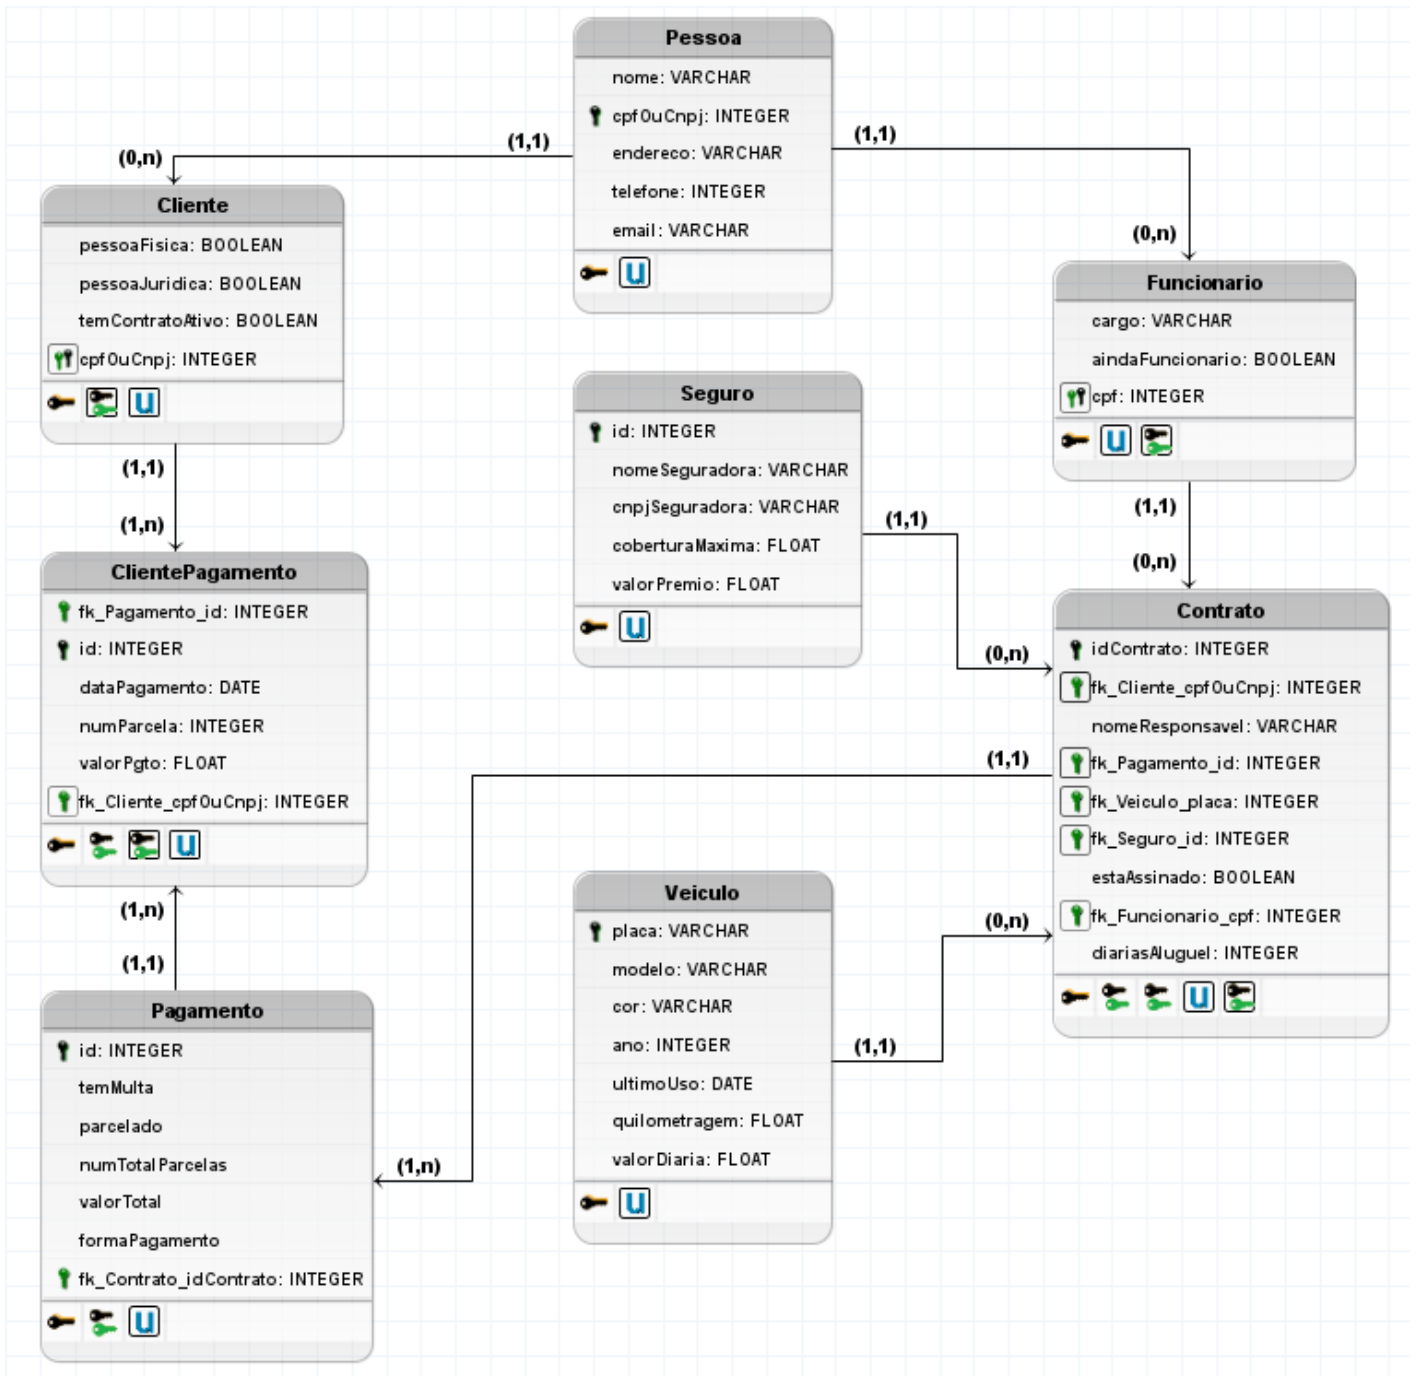 Pessoa
nome: VARCHAR
cpfOuCnpj: INTEGER
endereco: VARCHAR
telefone: INTEGER
email: VARCHAR
U
(1,1)
(0,n)
(1,1)
(0,n)
Cliente
pessoaFisica: BOOLEAN
pessoaJuridica: BOOLEAN
temContratoAtivo: BOOLEAN
cpfOuCnpj: INTEGER
U
(1,1)
(1,n)
Funcionario
cargo: VARCHAR
aindaFuncionario: BOOLEAN
cpf: INTEGER
U
(1,1)
(0,n)
Seguro
id: INTEGER
nomeSeguradora: VARCHAR
cnpjSeguradora: VARCHAR
coberturaMaxima: FLOAT
valorPremio: FLOAT
U
(1,1)
(0,n)
ClientePagamento
fk_Pagamento_id: INTEGER
id: INTEGER
dataPagamento: DATE
numParcela: INTEGER
valorPgto: FLOAT
fk_Cliente_cpfOuCnpj: INTEGER
U
(1,n)
(1,1)
Contrato
idContrato: INTEGER
fk_Cliente_cpfOuCnpj: INTEGER
nomeResponsavel: VARCHAR
fk_Pagamento_id: INTEGER
fk_Veiculo_placa: INTEGER
fk_Seguro_id: INTEGER
estaAssinado: BOOLEAN
fk_Funcionario_cpf: INTEGER
diariasAluguel: INTEGER
U
(1,1)
(1,n)
Veiculo
placa: VARCHAR
modelo: VARCHAR
cor: VARCHAR
ano: INTEGER
ultimoUso: DATE
quilometragem: FLOAT
valorDiaria: FLOAT
U
(0,n)
(1,1)
Pagamento
id: INTEGER
temMulta
parcelado
numTotalParcelas
valorTotal
formaPagamento
fk_Contrato_idContrato: INTEGER
U